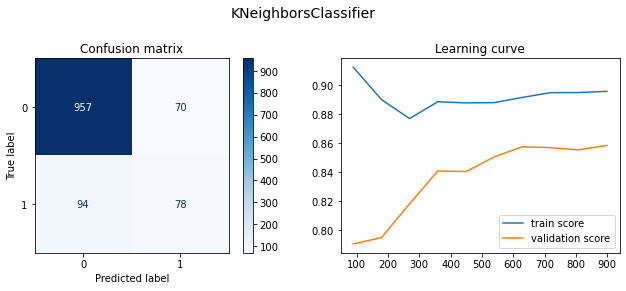 KNeighborsClassifier
Confusion matrix
True label
0
1
957
70
94
78
0
1
Predicted label
900
800
700
600
500
400
300
200
100
Learning curve
0.90
0.88
0.86
0.84
0.82
0.80
train score
validation score
100 200 300 400 500 600 700 800 900